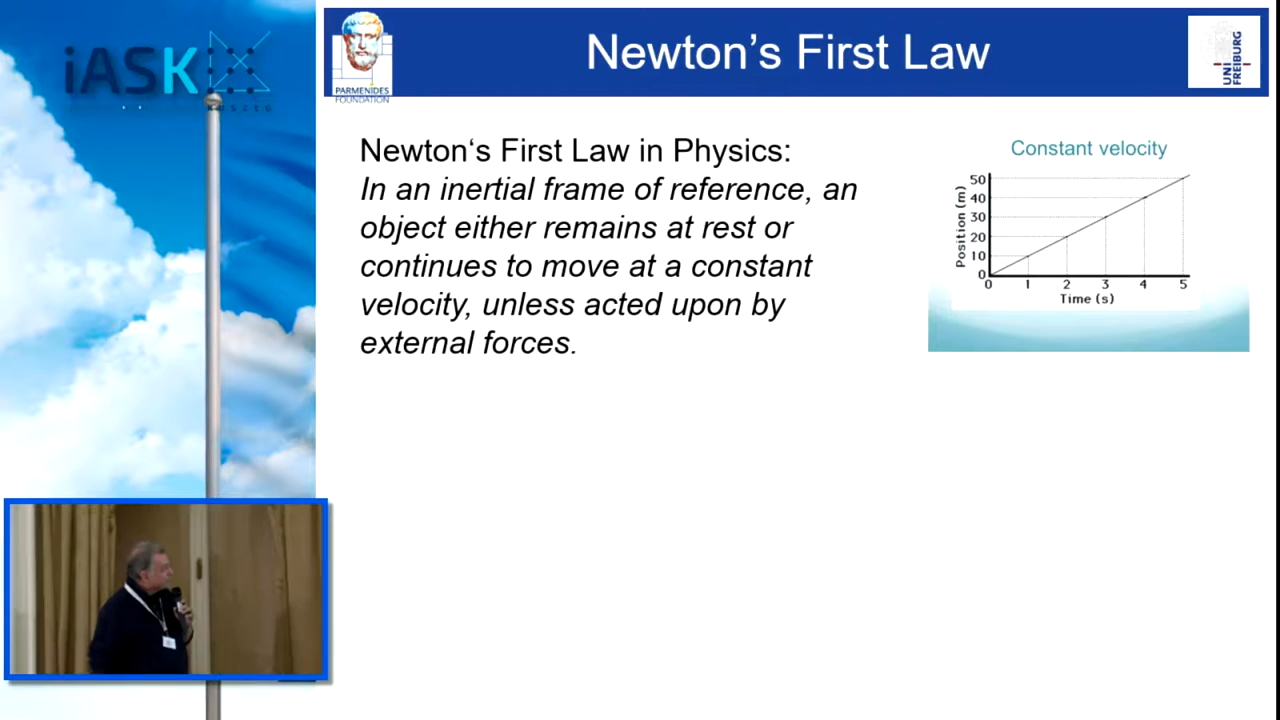 iASK
KŐSZEG
PARMENIDES
FOUNDATION
Newton’s First Law
UNI
FREIBURG
Newton‘s First Law in Physics:
In an inertial frame of reference, an
object either remains at rest or
continues to move at a constant
velocity, unless acted upon by
external forces.
Constant velocity
Position (m)
50
40
30
20
10
0
0 1 2 3 4 5
Time (s)